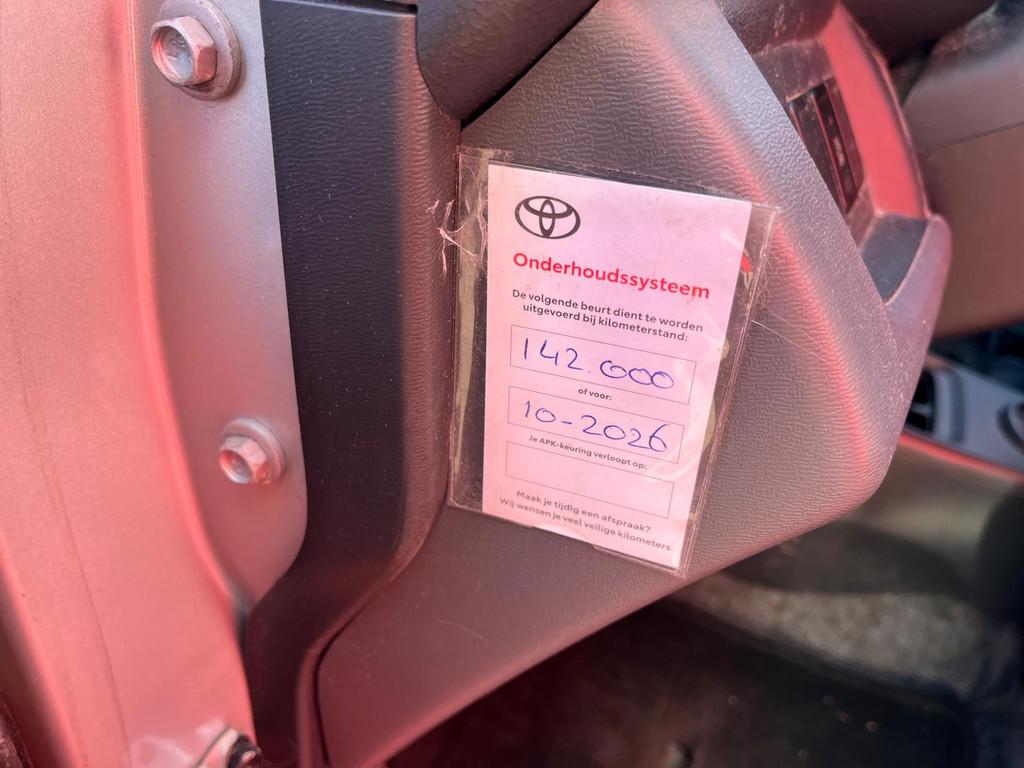 Onderhoudssysteem
De volgende beurt dient te worden
uitgevoerd bij kilometerstand:
142.000
of voor:
10-2026
Je APK-keuring verloopt op:
Maak je tijdig een afspraak?
Wij wensen je veel veilige kilometers